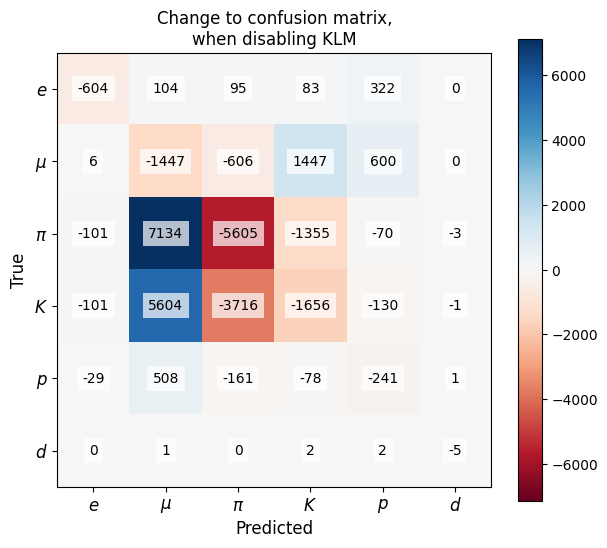 Change to confusion matrix,
when disabling KLM
e -604 104 95 83 322 0
μ 6 -1447 -606 1447 600 0
π -101 7134 -5605 -1355 -70 -3
K -101 5604 -3716 -1656 -130 -1
p -29 508 -161 -78 -241 1
d 0 1 0 2 2 -5
e μ π K p d
Predicted
True
6000
4000
2000
0
−2000
−4000
−6000